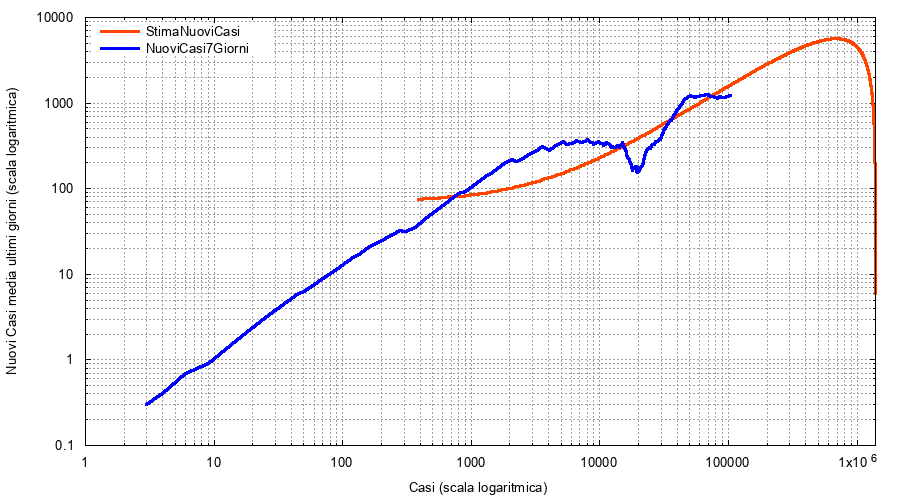 10000
1000
100
10
1
0.1
Nuovi Casi media ultimi giorni (scala logaritmica)
StimaNuoviCasi
NuoviCasi7Giorni
1 10 100 1000 10000 100000 1x10 6
Casi (scala logaritmica)